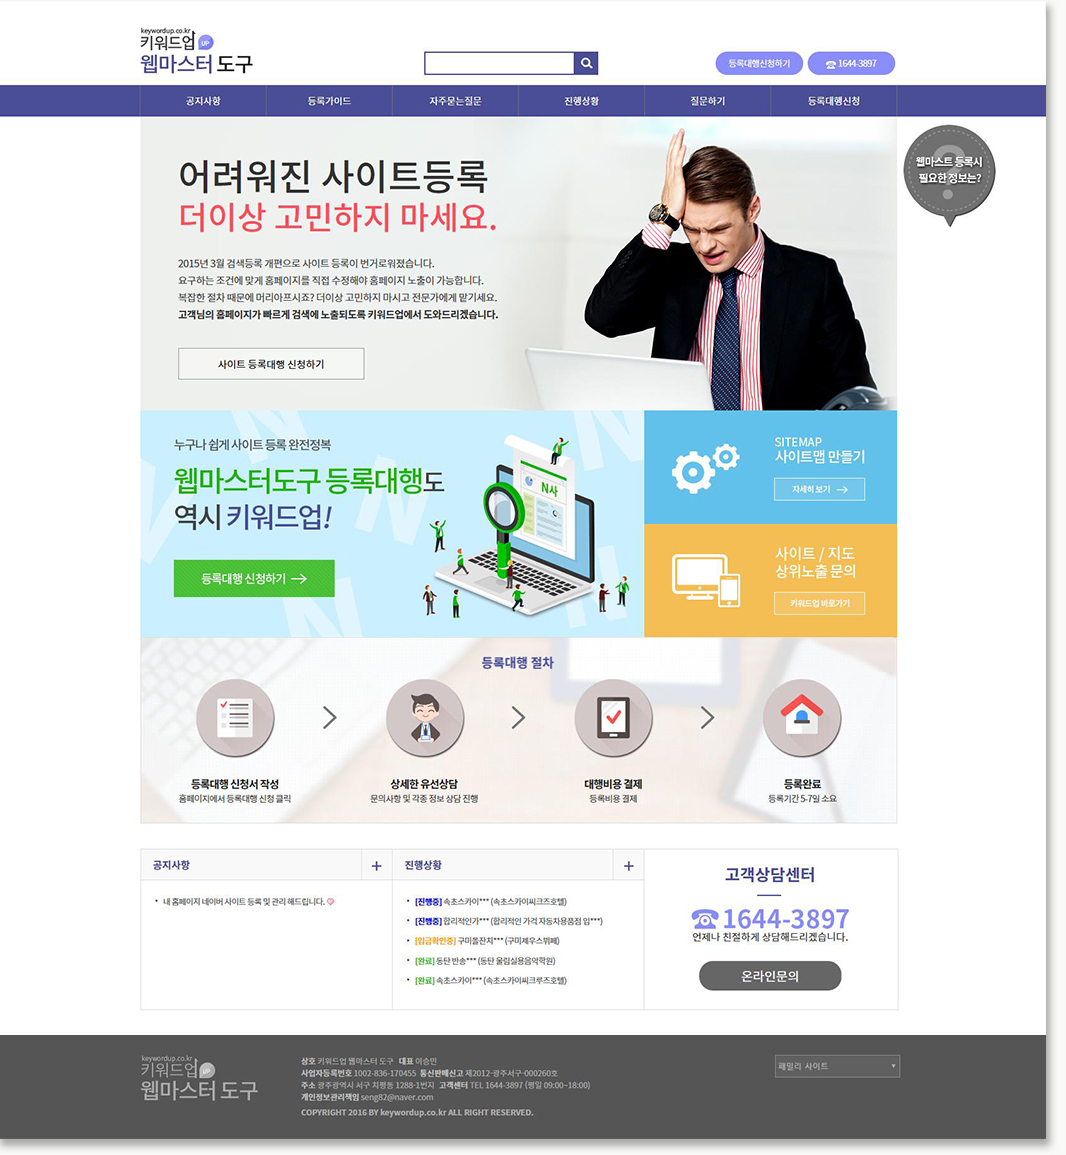 keywordup.co.kr
키워드업 UP
웹마스터 도구
등록대행신청하기
☎ 1644-3897
공지사항
등록가이드
자주묻는질문
진행상황
질문하기
등록대행신청
웹마스트 등록시
필요한 정보는?
어려워진 사이트등록
더이상 고민하지 마세요.
2015년 3월 검색등록 개편으로 사이트 등록이 번거로워졌습니다.
요구하는 조건에 맞게 홈페이지를 직접 수정해야 홈페이지 노출이 가능합니다.
복잡한 절차 때문에 머리아프시죠? 더이상 고민하지 마시고 전문가에게 맡기세요.
고객님의 홈페이지가 빠르게 검색에 노출되도록 키워드업에서 도와드리겠습니다.
사이트 등록대행 신청하기
누구나 쉽게 사이트 등록 완전정복
웹마스터도구 등록대행도
역시 키워드업!
등록대행 신청하기 →
N사
SITEMAP
사이트맵 만들기
자세히 보기 →
사이트 / 지도
상위노출 문의
키워드업 바로가기
등록대행 절차
등록대행 신청서 작성
홈페이지에서 등록대행 신청 클릭
상세한 유선상담
문의사항 및 각종 정보 상담 진행
대행비용 결제
등록비용 결제
등록완료
등록기간 5-7일 소요
공지사항 +
내 홈페이지 네이버 사이트 등록 및 관리 해드립니다.
진행상황 +
[진행중] 속초스카이*** (속초스카이씨크즈호텔)
[진행중] 합리적인가*** (합리적인 가격 자동차용품점 임***)
[입금확인중] 구미돌잔치*** (구미제우스뷔페)
[완료] 동탄 반송*** (동탄 울림실용음악학원)
[완료] 속초스카이*** (속초스카이씨크루즈호텔)
고객상담센터
☎ 1644-3897
언제나 친절하게 상담해드리겠습니다.
온라인문의
keywordup.co.kr
키워드업 UP
웹마스터 도구
상호 키워드업 웹마스터 도구 대표 이승민
사업자등록번호 1002-836-170455 통신판매신고 제2012-광주서구-000260호
주소 광주광역시 서구 치평동 1288-1번지 고객센터 TEL 1644-3897 (평일 09:00~18:00)
개인정보관리책임 seng82@naver.com
COPYRIGHT 2016 BY keywordup.co.kr ALL RIGHT RESERVED.
패밀리 사이트